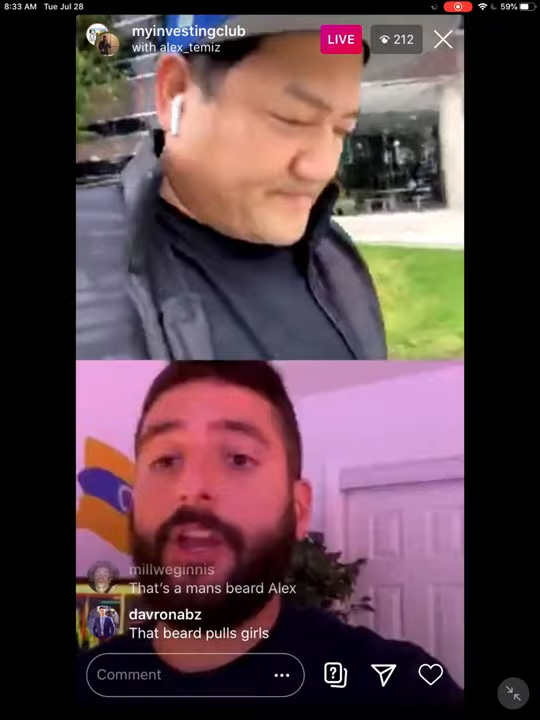 8:33 AM Tue Jul 28
59%
myinvestingclub
with alex_temiz
LIVE
212
millweginnis
That's a mans beard Alex
davronabz
That beard pulls girls
Comment